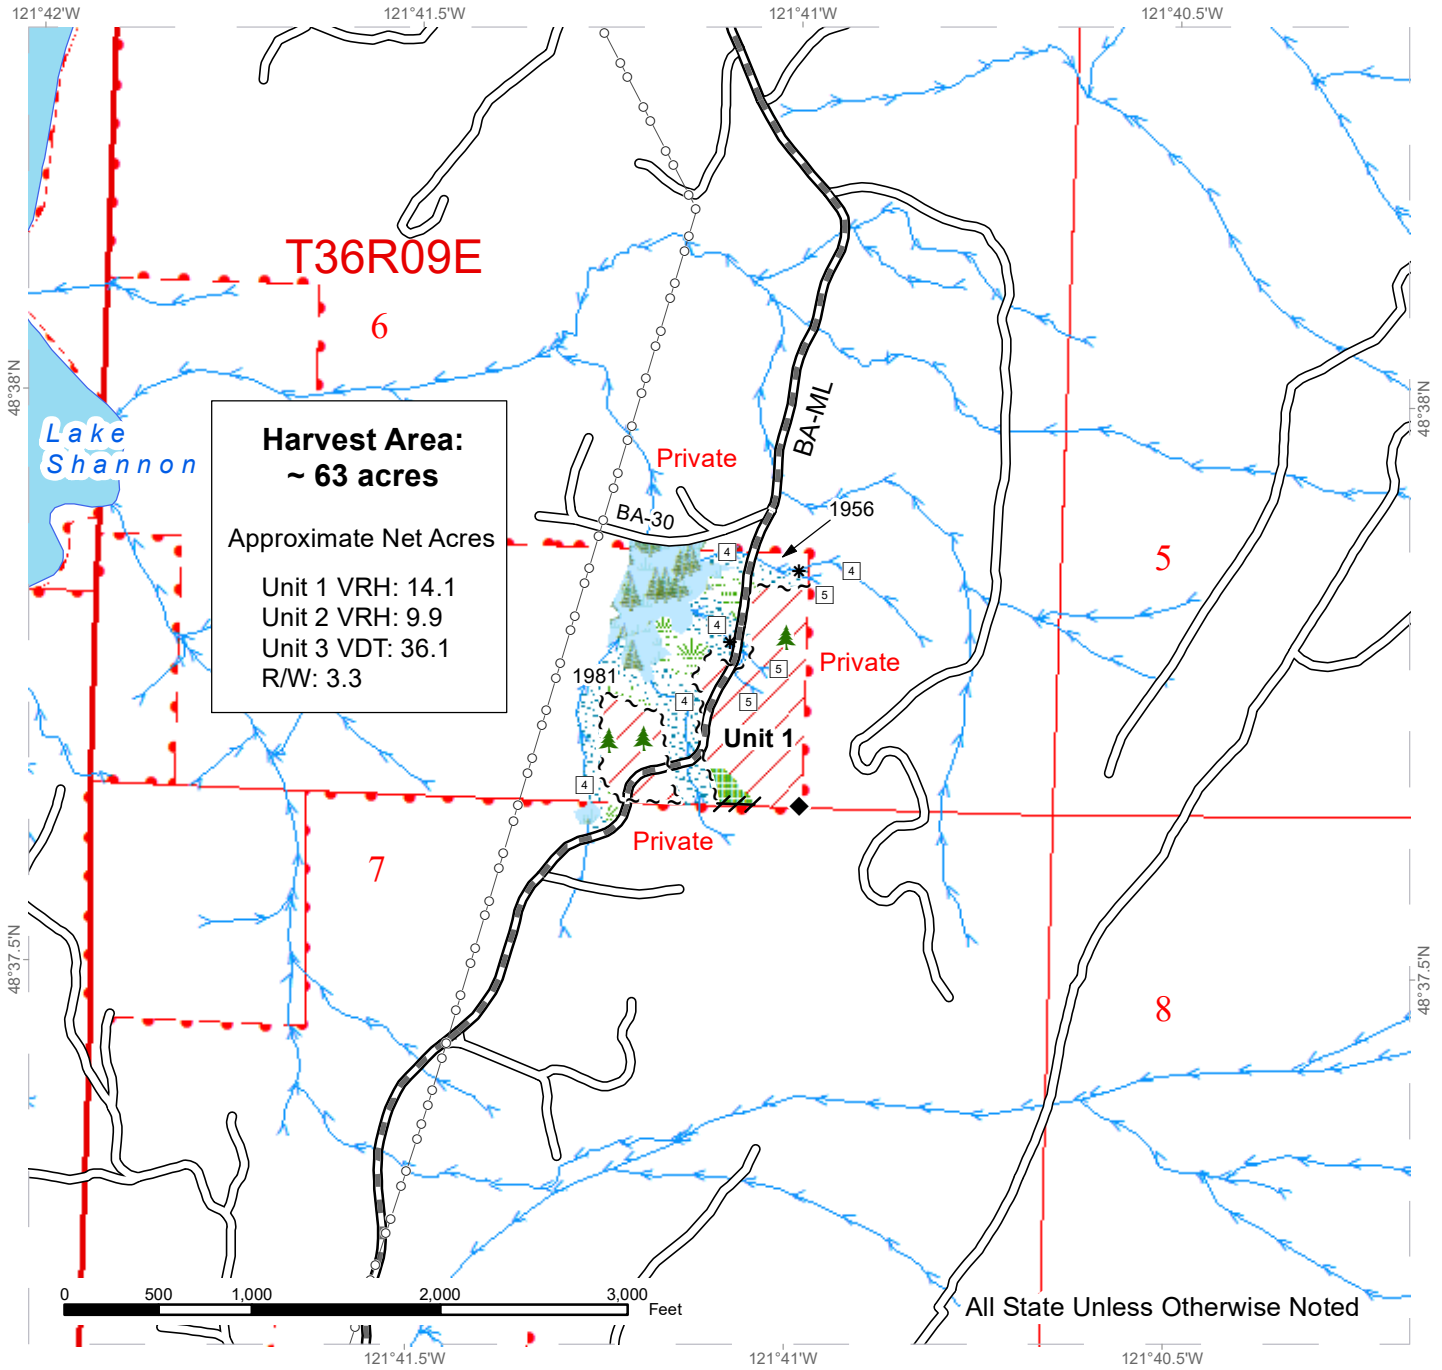 121°42'W
121°41.5'W
121°41'W
121°40.5'W
T36R09E
6
48°38'N
48°38'N
Lake
Shannon
Harvest Area:
~ 63 acres
Approximate Net Acres
Unit 1 VRH: 14.1
Unit 2 VRH: 9.9
Unit 3 VDT: 36.1
R/W: 3.3
BA-ML
Private
BA-30
1956
4
4
5
5
4
Private
1981
5
4
Unit 1
4
Private
7
48°37.5'N
48°37.5'N
8
0
500
1,000
2,000
3,000
Feet
All State Unless Otherwise Noted
121°41.5'W
121°41'W
121°40.5'W